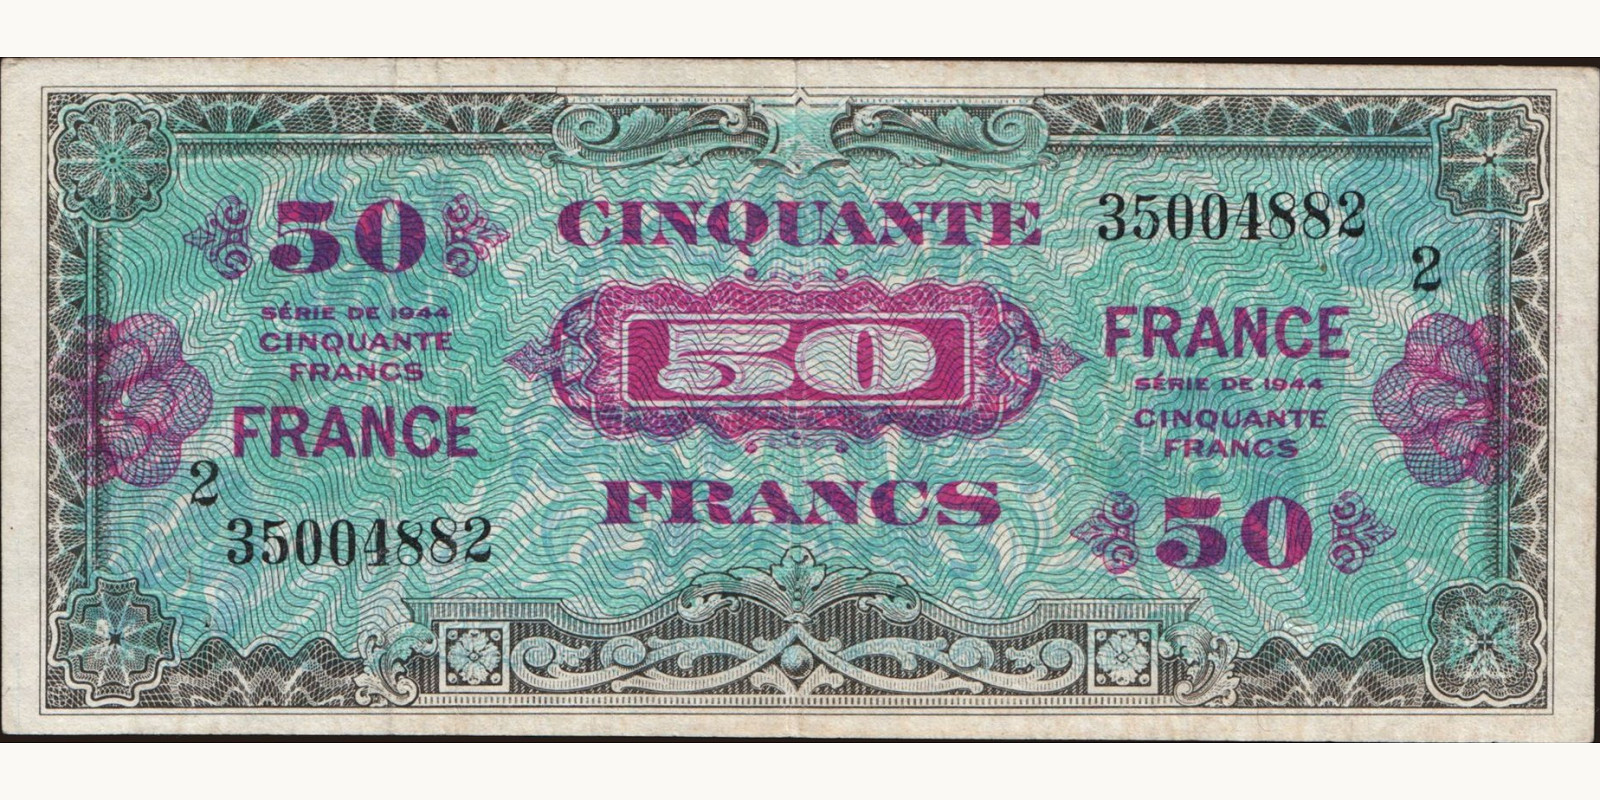 50
SÉRIE DE 1944
CINQUANTE
FRANCS
FRANCE
2
35004882
CINQUANTE
50
FRANCS
35004882
2
FRANCE
SÉRIE DE 1944
CINQUANTE
FRANCS
50